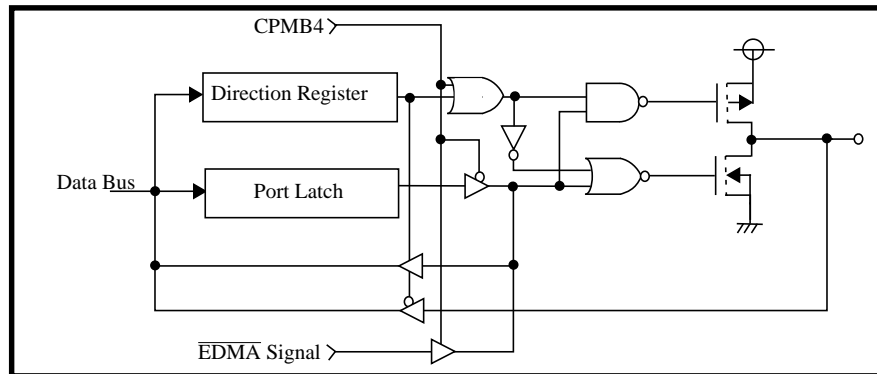 CPMB4
Direction Register
Data Bus
Port Latch
EDMA Signal